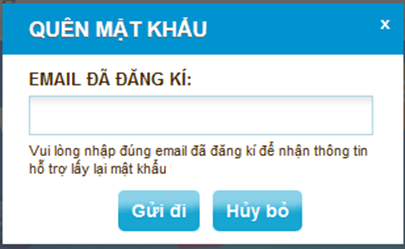 QUÊN MẬT KHẨU x
EMAIL ĐÃ ĐĂNG KÍ:
Vui lòng nhập đúng email đã đăng kí để nhận thông tin
hỗ trợ lấy lại mật khẩu
Gửi đi Hủy bỏ